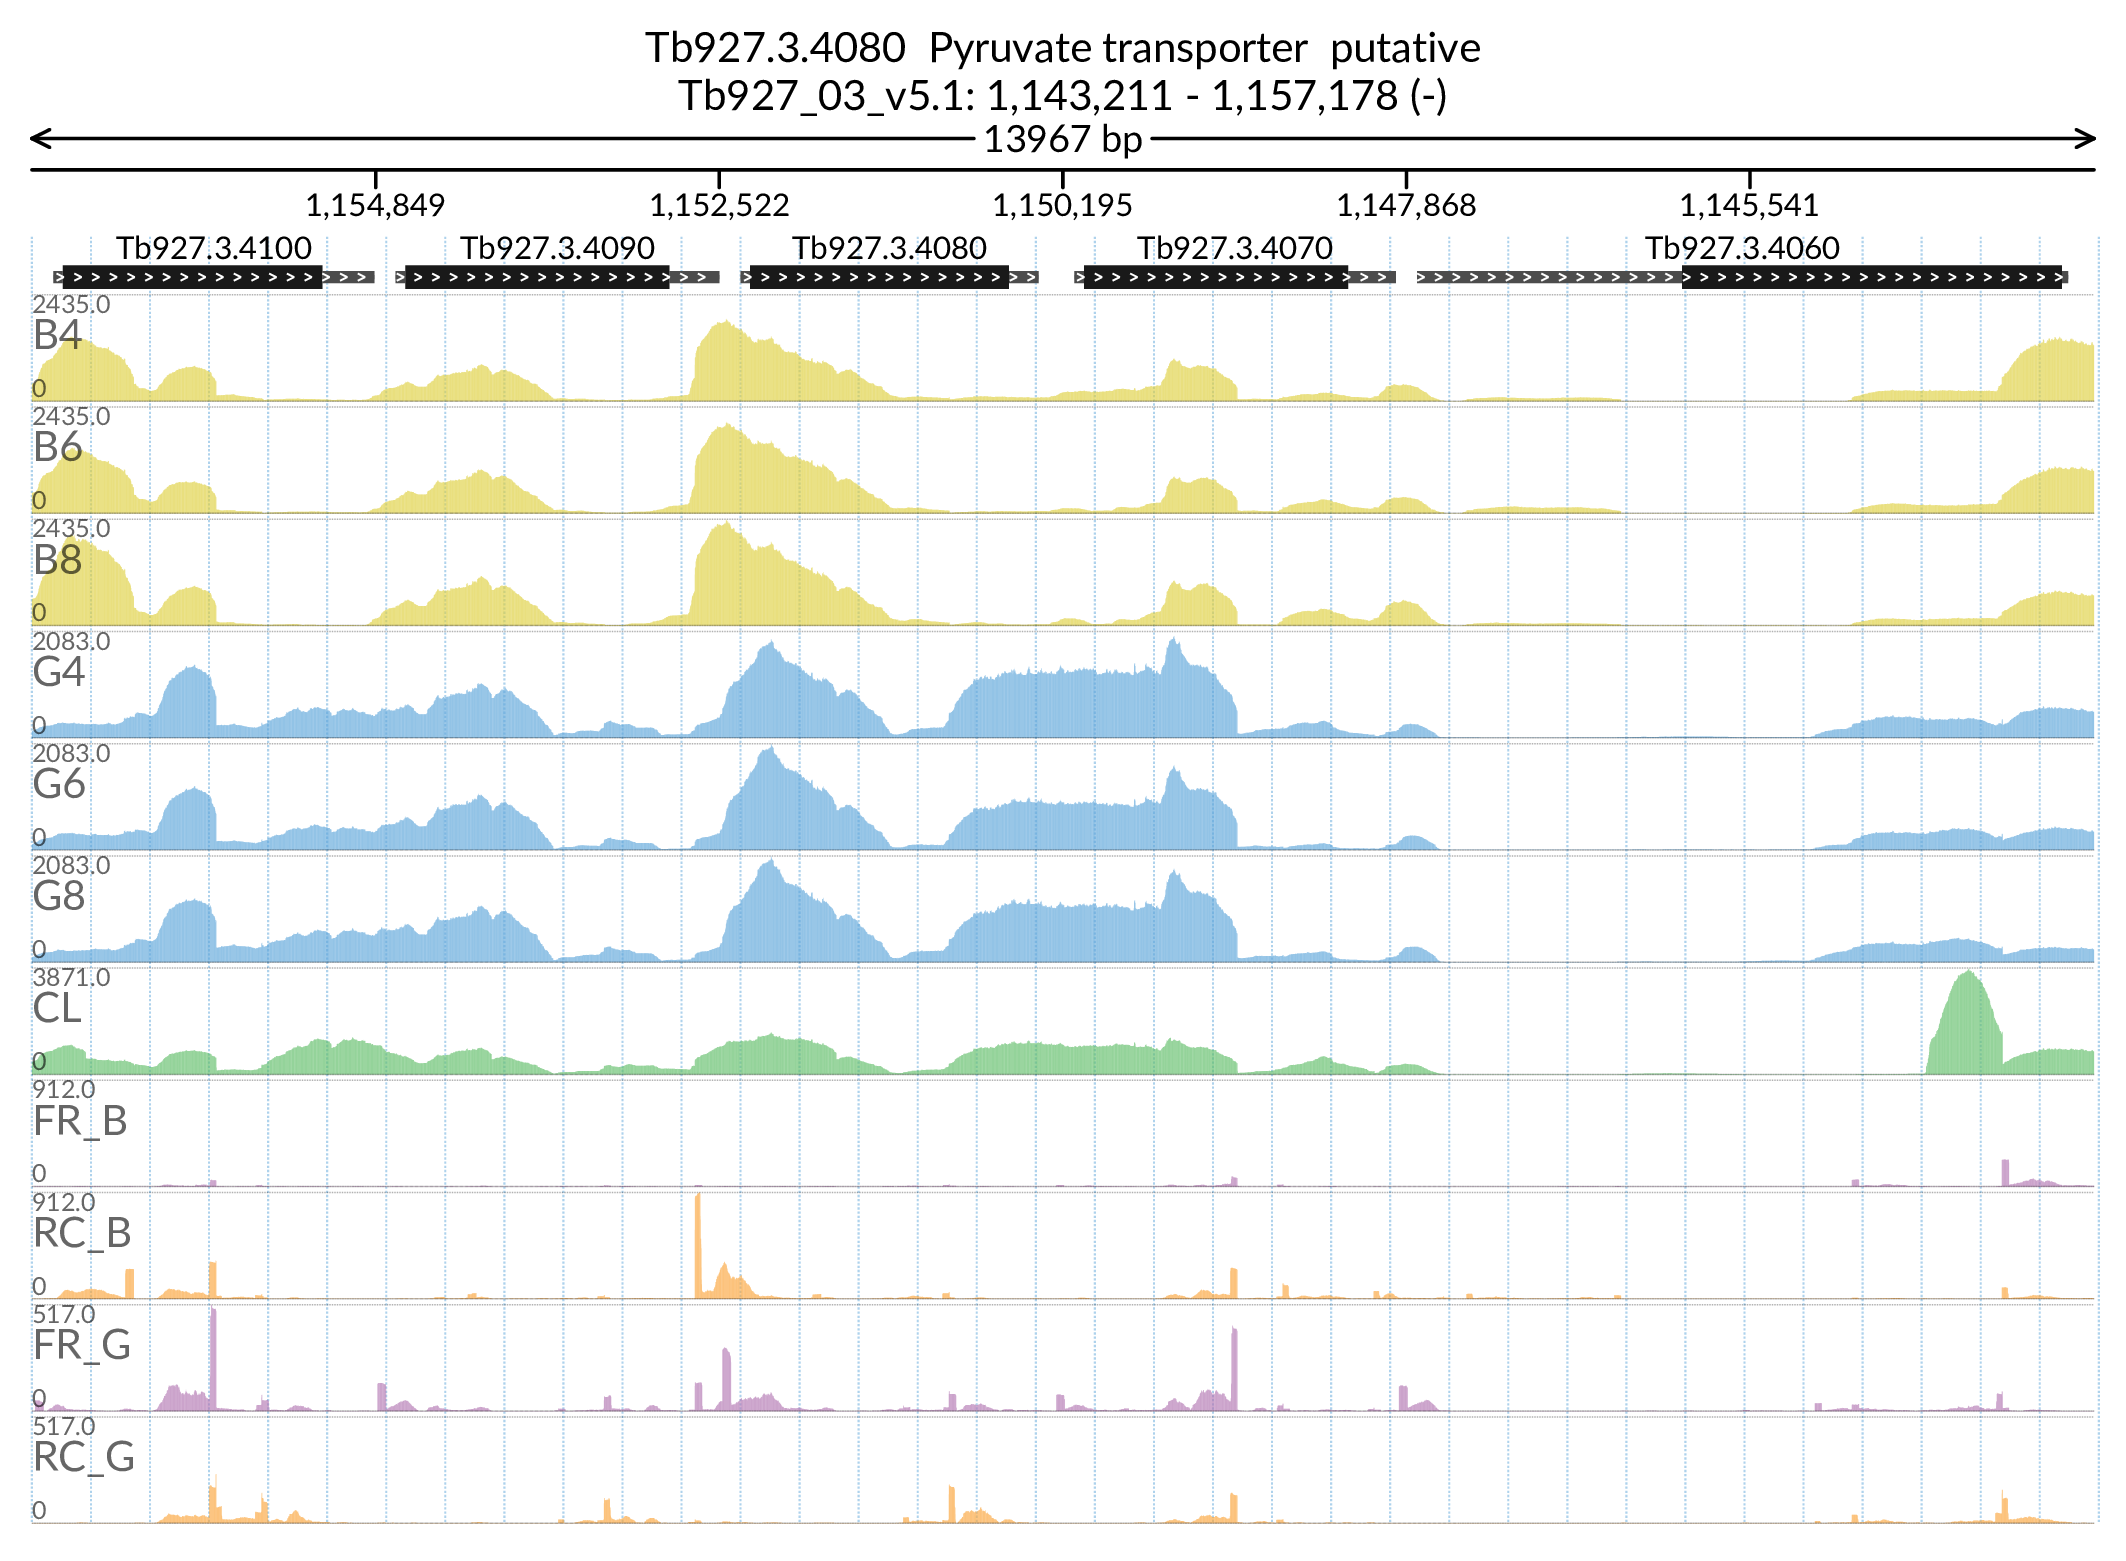 Tb927.3.4080  Pyruvate transporter  putative
Tb927_03_v5.1: 1,143,211 - 1,157,178 (-)
13967 bp
1,154,849 1,152,522 1,150,195 1,147,868 1,145,541
Tb927.3.4100 Tb927.3.4090 Tb927.3.4080 Tb927.3.4070 Tb927.3.4060
2435.0
B4
0
2435.0
B6
0
2435.0
B8
0
2083.0
G4
0
2083.0
G6
0
2083.0
G8
0
3871.0
CL
0
912.0
FR_B
0
912.0
RC_B
0
517.0
FR_G
0
517.0
RC_G
0